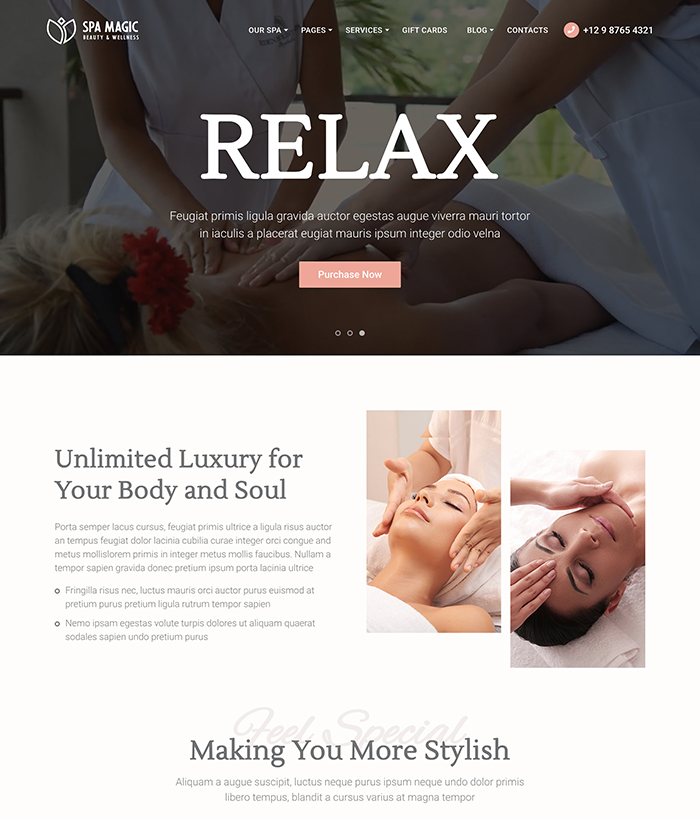 SPA MAGIC
BEAUTY & WELLNESS
OUR SPA PAGES SERVICES GIFT CARDS BLOG CONTACTS +12 9 8765 4321
RELAX
Feugiat primis ligula gravida auctor egestas augue viverra mauri tortor
in iaculis a placerat eugiat mauris ipsum integer odio velna
Purchase Now
Unlimited Luxury for
Your Body and Soul
Porta semper lacus cursus, feugiat primis ultrice a ligula risus auctor
an tempus feugiat dolor lacinia cubilia curae integer orci congue and
metus mollislorem primis in integer metus mollis faucibus. Nullam a
tempor sapien gravida donec pretium ipsum porta lacinia ultrice
Fringilla risus nec, luctus mauris orci auctor purus euismod at
pretium purus pretium ligula rutrum tempor sapien
Nemo ipsam egestas volute turpis dolores ut aliquam quaerat
sodales sapien undo pretium purus
Feel Special
Making You More Stylish
Aliquam a augue suscipit, luctus neque purus ipsum neque undo dolor primis
libero tempus, blandit a cursus varius at magna tempor